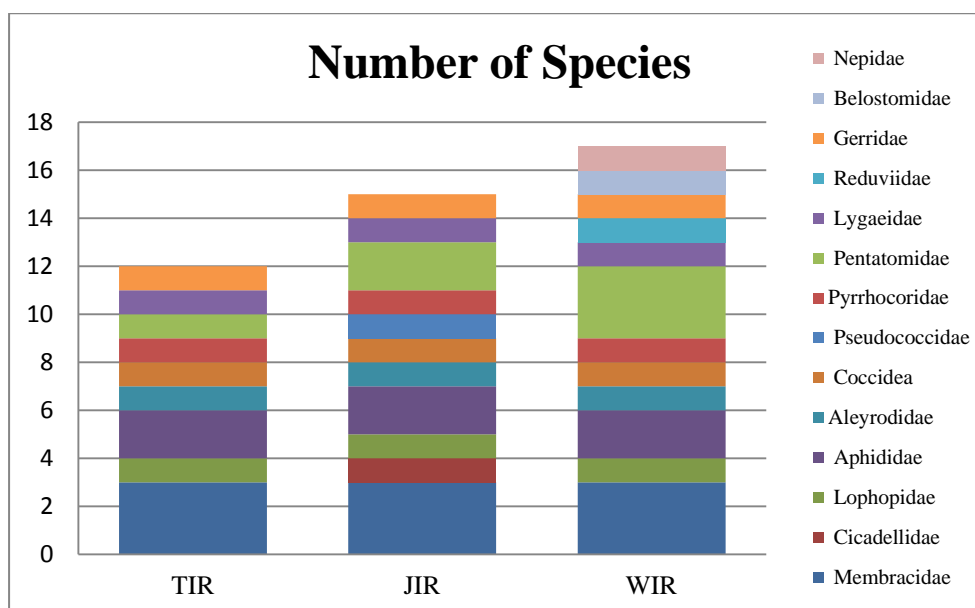 Number of Species
18
16
14
12
10
8
6
4
2
0
TIR JIR WIR
Nepidae
Belostomidae
Gerridae
Reduviidae
Lygaeidae
Pentatomidae
Pyrrhocoridae
Pseudococcidae
Coccidea
Aleyrodidae
Aphididae
Lophopidae
Cicadellidae
Membracidae